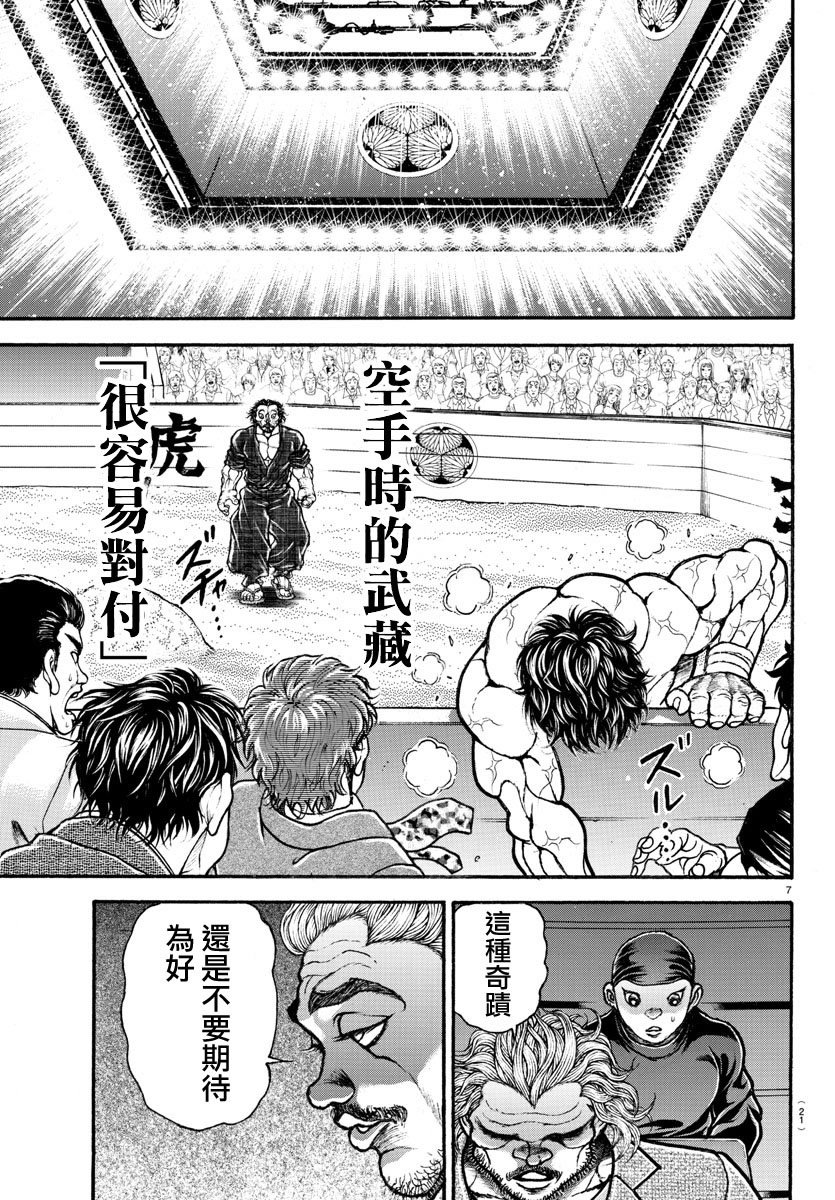 空手時的武藏
「很容易對付」
虎
ズチャ…
ズル…
7
這種奇蹟
還是不要期待
為好
(21)